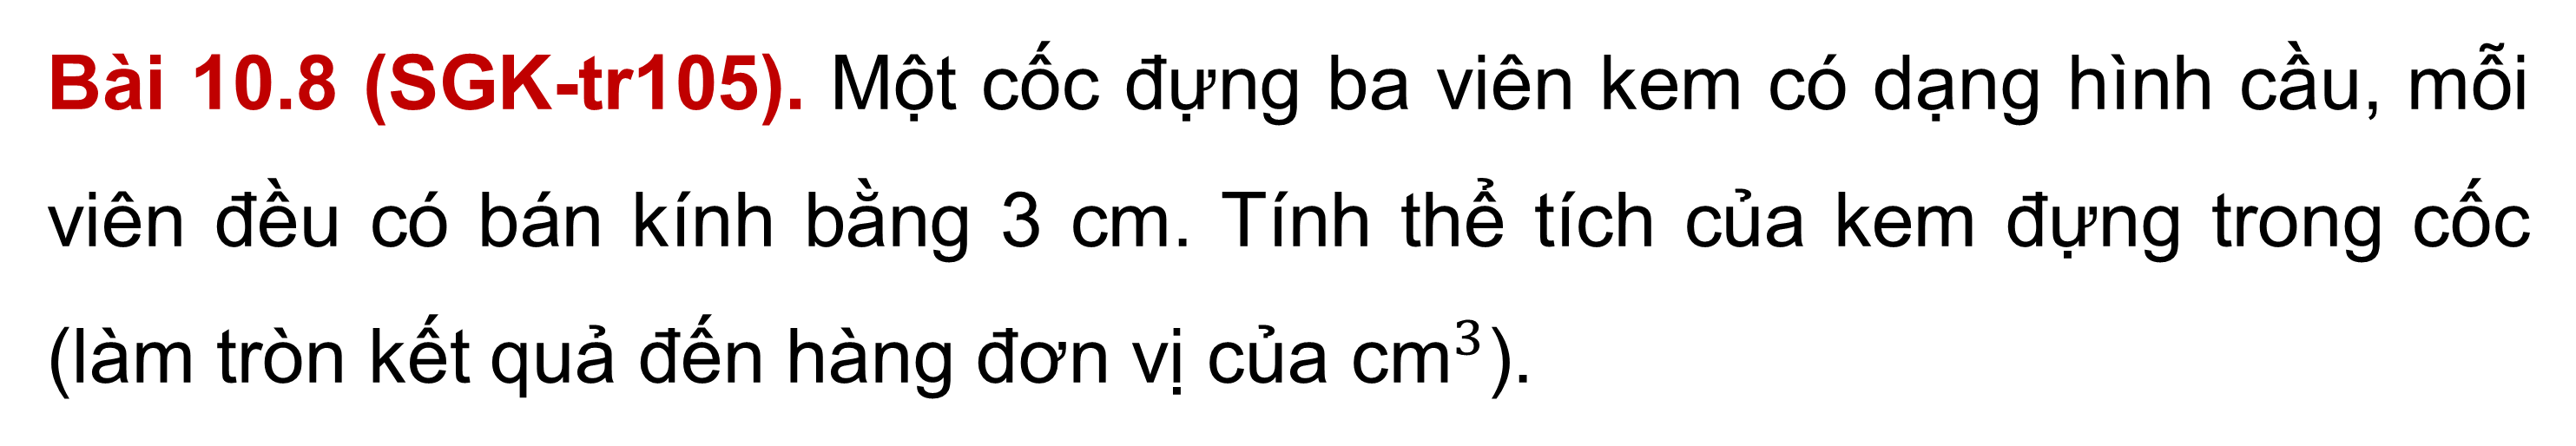 Bài 10.8 (SGK-tr105). Một cốc đựng ba viên kem có dạng hình cầu, mỗi
viên đều có bán kính bằng 3 cm. Tính thể tích của kem đựng trong cốc
(làm tròn kết quả đến hàng đơn vị của cm³).